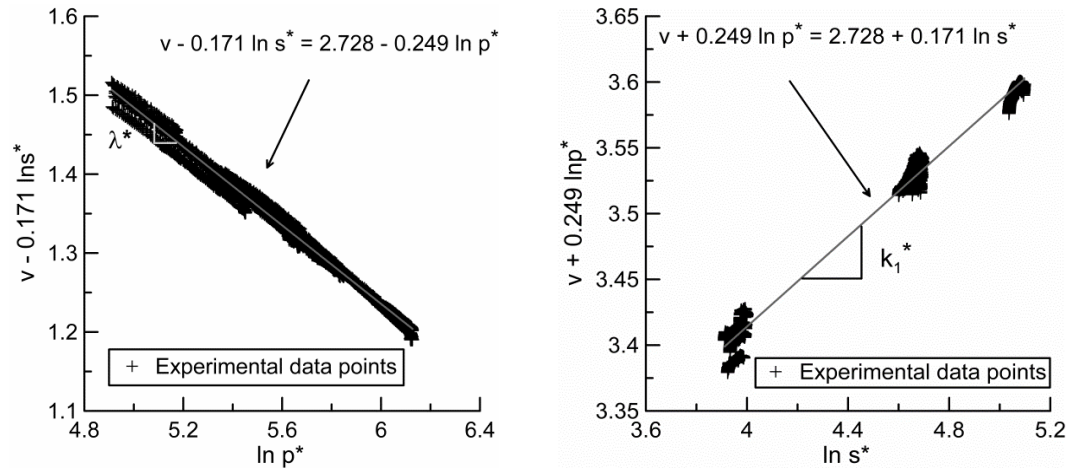 1.6
v - 0.171 ln s* = 2.728 - 0.249 ln p*
1.5
λ*
1.4
1.3
1.2
1.1
v - 0.171 lns*
+ Experimental data points
4.8 5.2 5.6 6 6.4
ln p*
3.65
v + 0.249 ln p* = 2.728 + 0.171 ln s*
3.6
3.55
3.5
3.45
3.4
3.35
k₁*
v + 0.249 lnp*
+ Experimental data points
4 4.4 4.8 5.2
ln s*